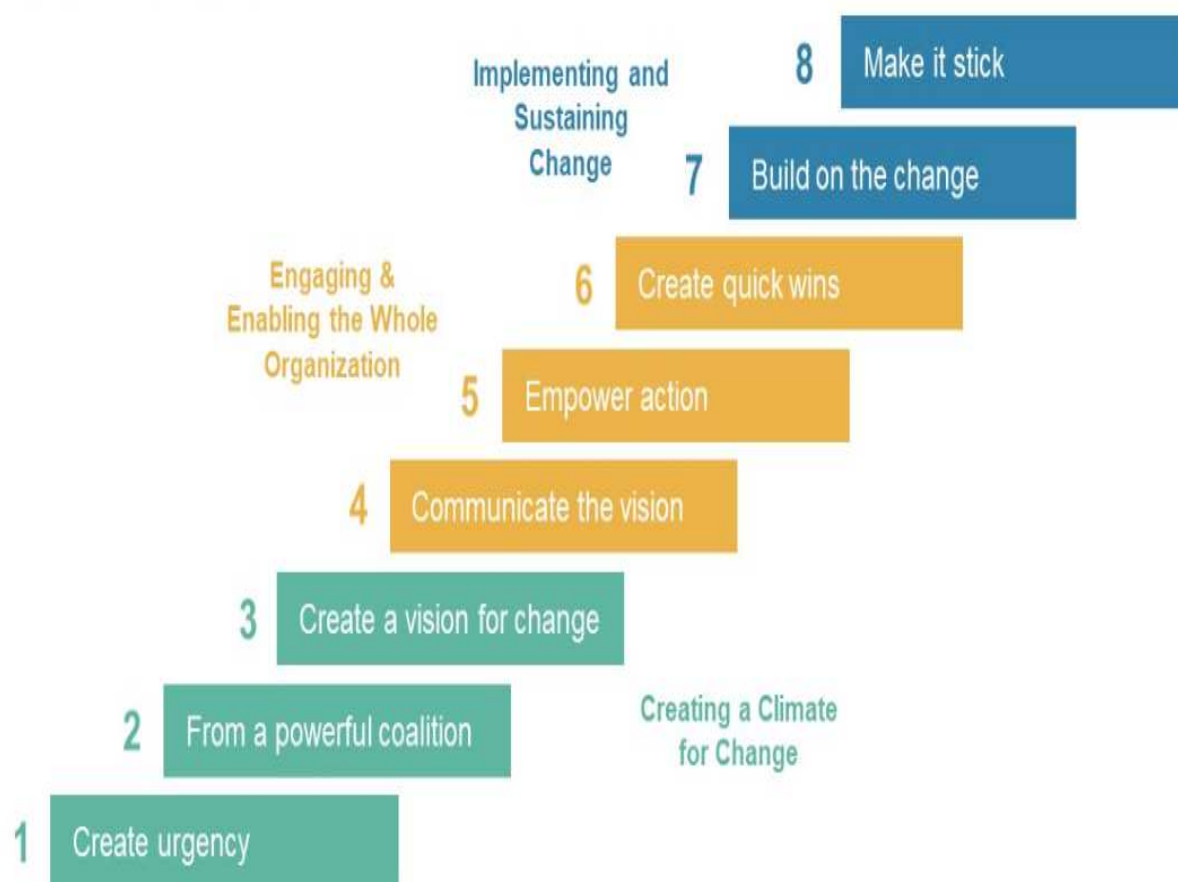 8 Make it stick
Implementing and
Sustaining
Change
7 Build on the change
6 Create quick wins
Engaging &
Enabling the Whole
Organization
5 Empower action
4 Communicate the vision
3 Create a vision for change
2 From a powerful coalition
Creating a Climate
for Change
1 Create urgency